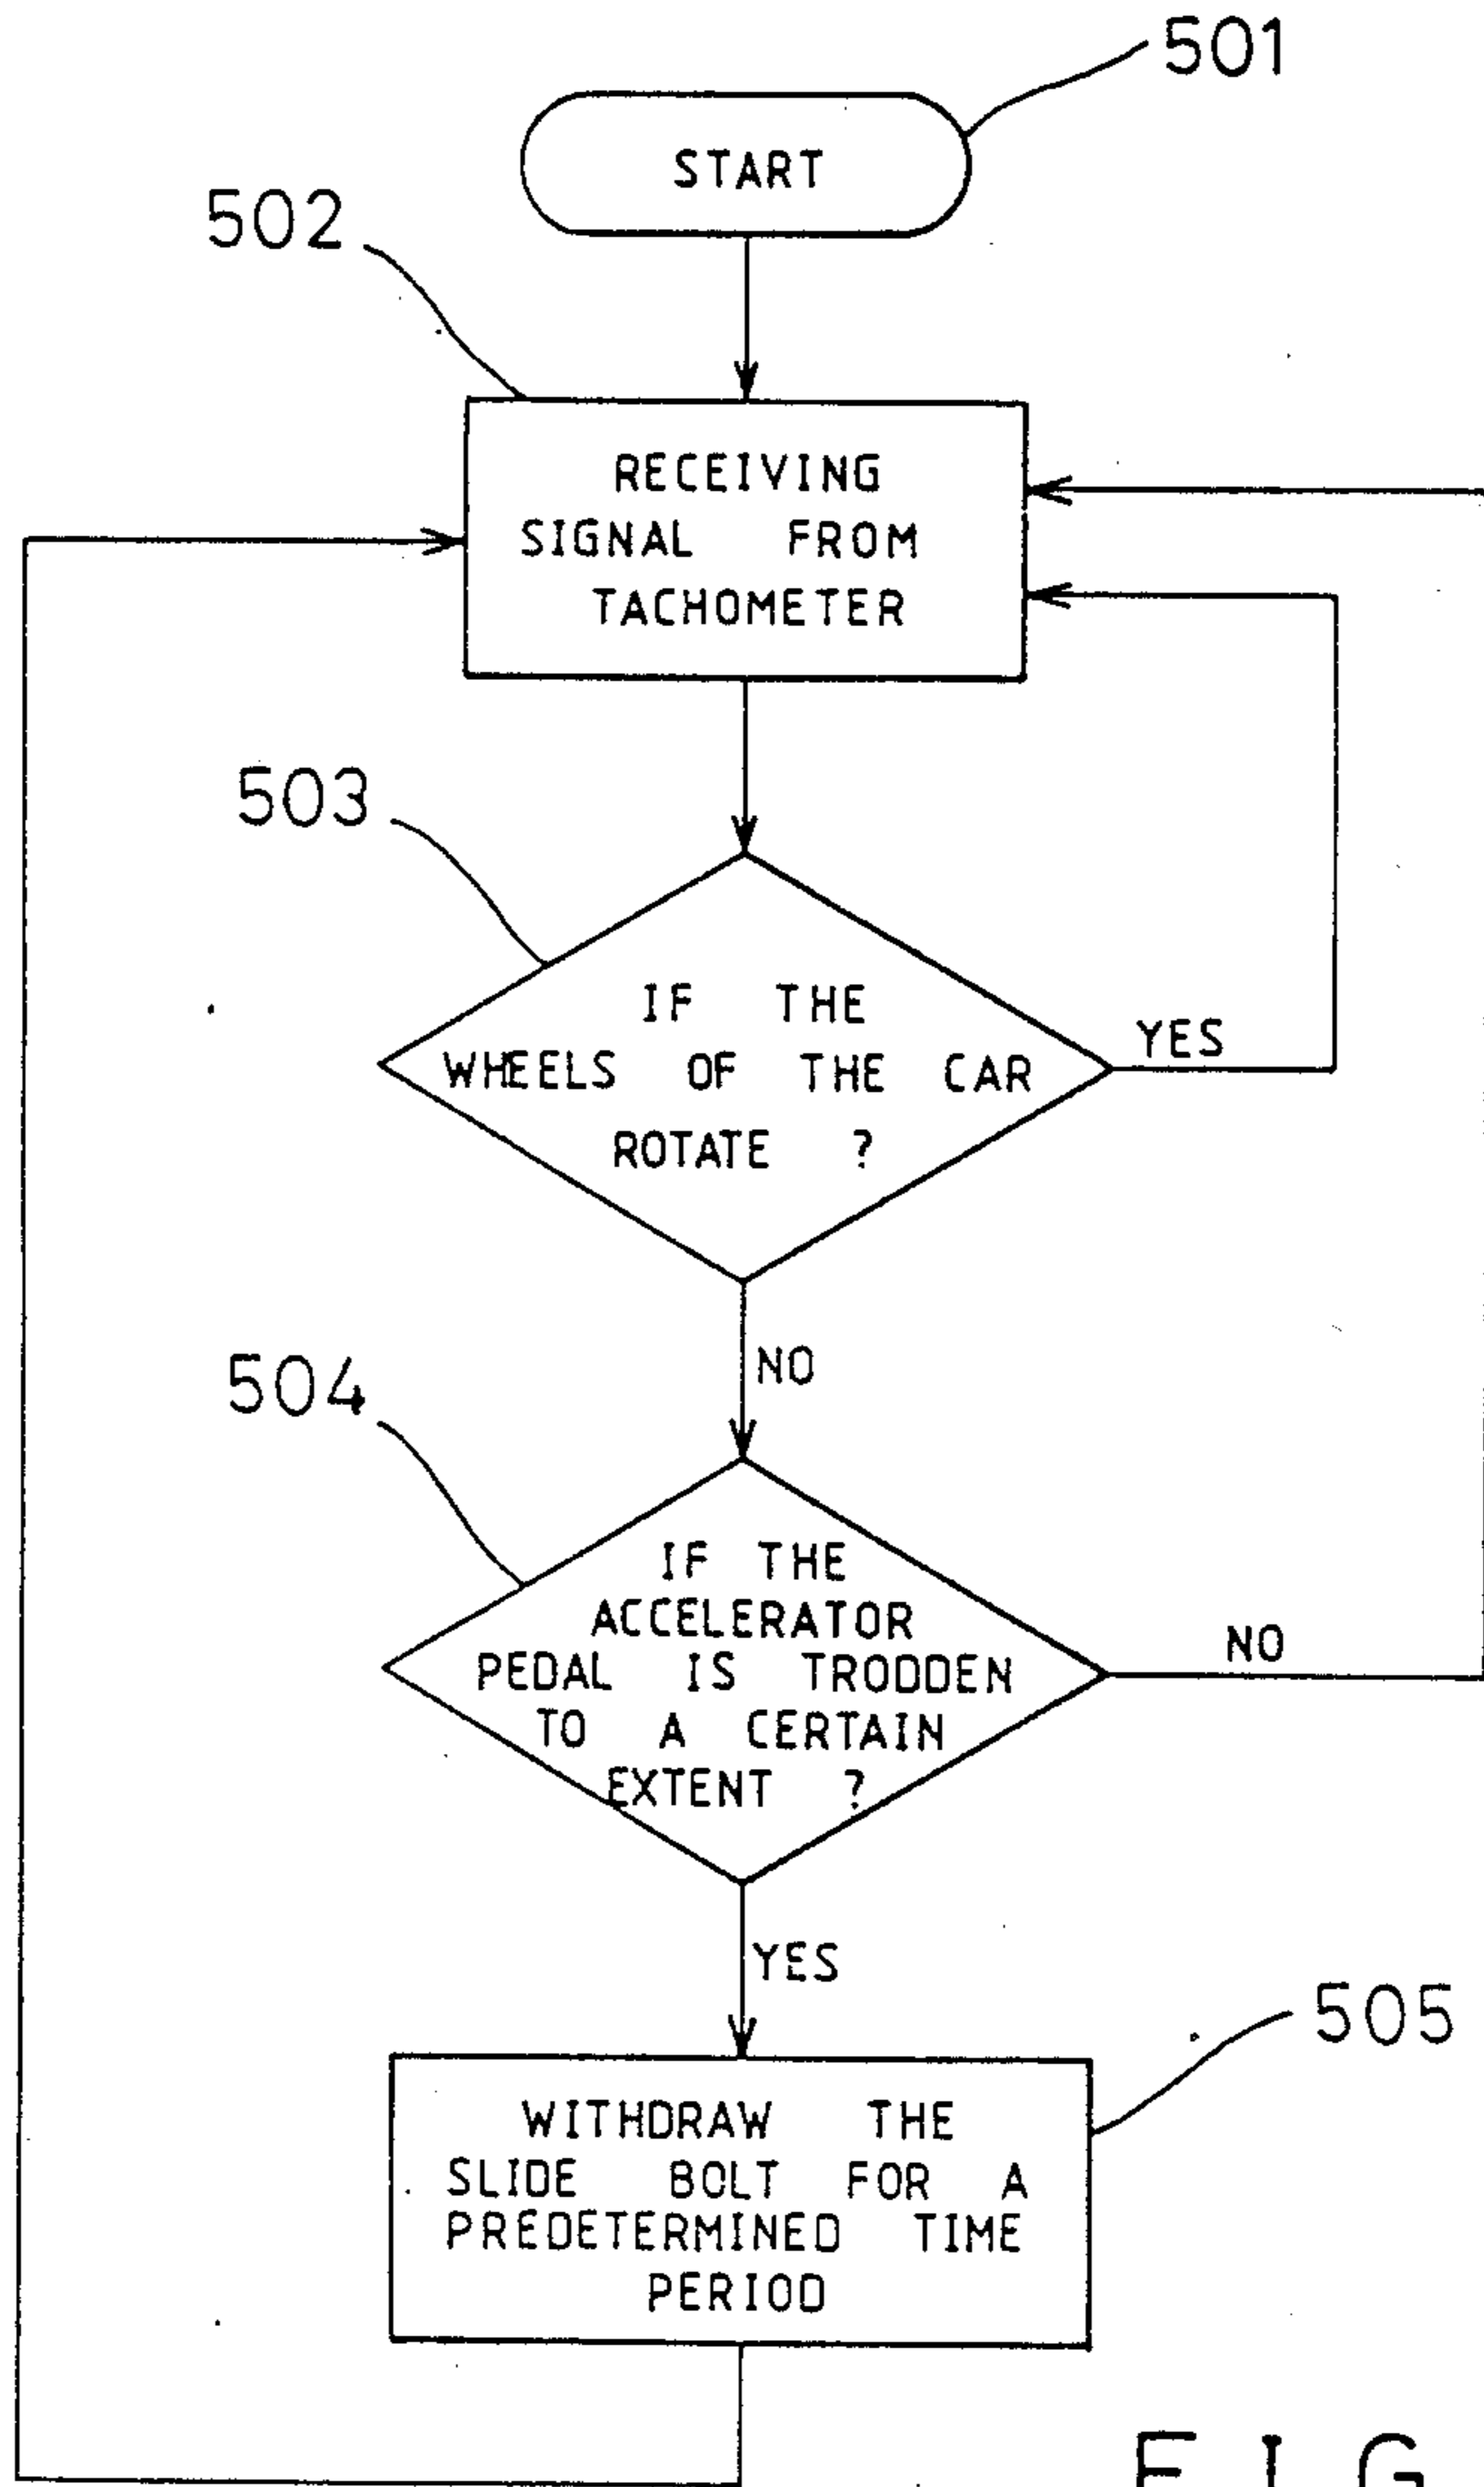 501
START
502
RECEIVING
SIGNAL FROM
TACHOMETER
503
IF THE
WHEELS OF THE CAR
ROTATE ?
YES
NO
504
IF THE
ACCELERATOR
PEDAL IS TRODDEN
TO A CERTAIN
EXTENT ?
NO
YES
505
WITHDRAW THE
SLIDE BOLT FOR A
PREDETERMINED TIME
PERIOD
FIG